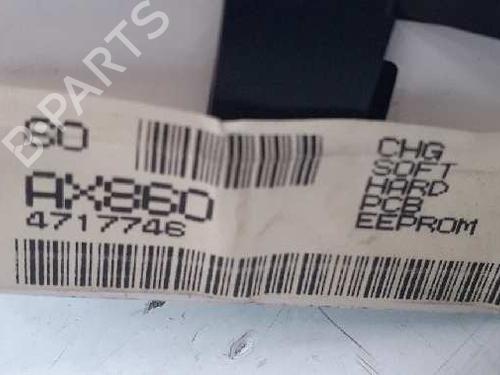 80
AX860
4717746
CHG
SOFT
HARD
PCB
EEPROM
B-PARTS